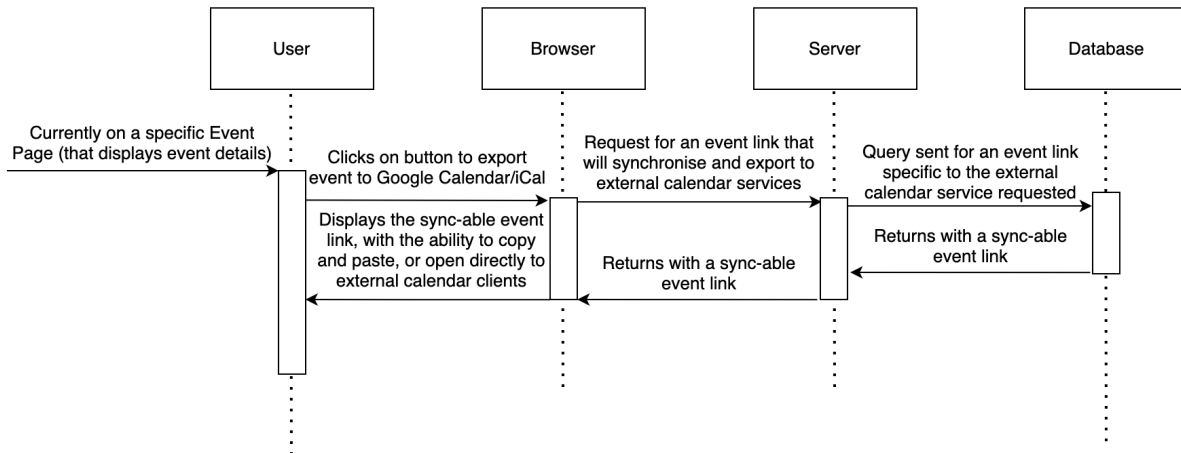 User
Browser
Server
Database
Currently on a specific Event
Page (that displays event details)
Clicks on button to export
event to Google Calendar/iCal
Request for an event link that
will synchronise and export to
external calendar services
Query sent for an event link
specific to the external
calendar service requested
Displays the sync-able event
link, with the ability to copy
and paste, or open directly to
external calendar clients
Returns with a sync-able
event link
Returns with a sync-able
event link